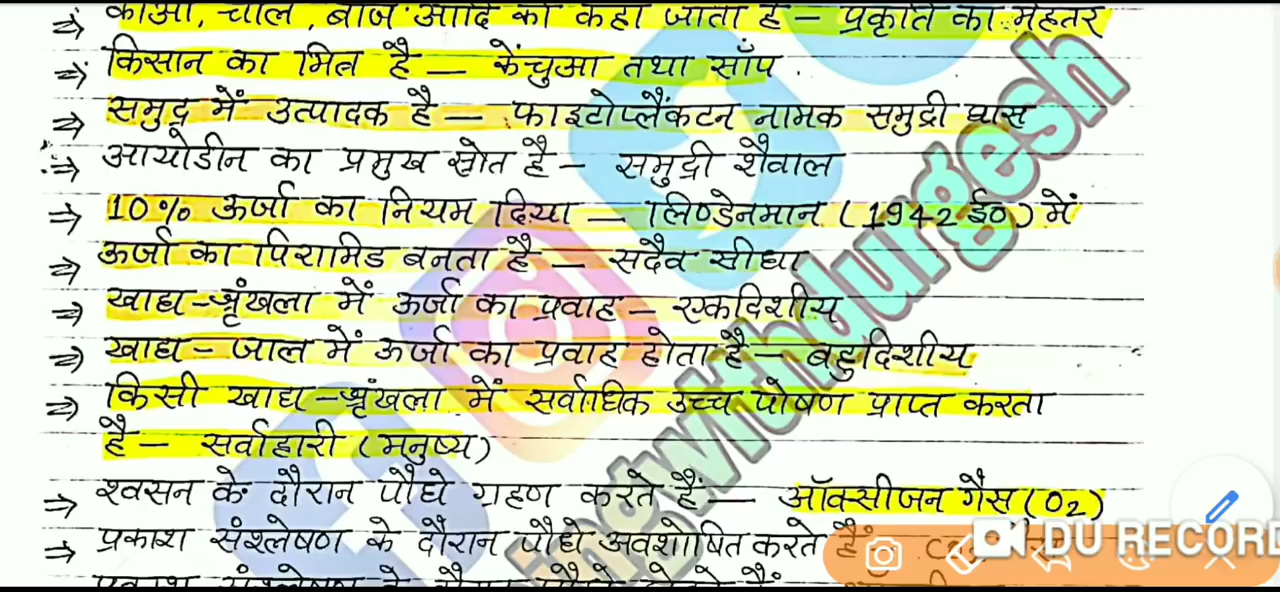 ⇒ कौआ, चील, बाज आदि को कहा जाता है – प्रकृति का मेहतर
⇒ किसान का मित्र है — केंचुआ तथा साँप .
⇒ समुद्र में उत्पादक है — फाइटोप्लैंकटन नामक समुद्री घास
⇒ आयोडीन का प्रमुख स्रोत है – समुद्री शैवाल
⇒ 10% ऊर्जा का नियम दिया — लिण्डेनमान (1942 ई०) में
⇒ ऊर्जा का पिरामिड बनता है – सदैव सीधा
⇒ खाद्य-श्रृंखला में ऊर्जा का प्रवाह – एकदिशीय
⇒ खाद्य – जाल में ऊर्जा का प्रवाह होता है – बहुदिशीय
⇒ किसी खाद्य-श्रृंखला में सर्वाधिक उच्च पोषण प्राप्त करता
है – सर्वाहारी (मनुष्य)
⇒ श्वसन के दौरान पौधे ग्रहण करते हैं — ऑक्सीजन गैस (O2)
⇒ प्रकाश संश्लेषण के दौरान पौधे अवशोषित करते हैं
ingwithdurgesh
DU RECORD